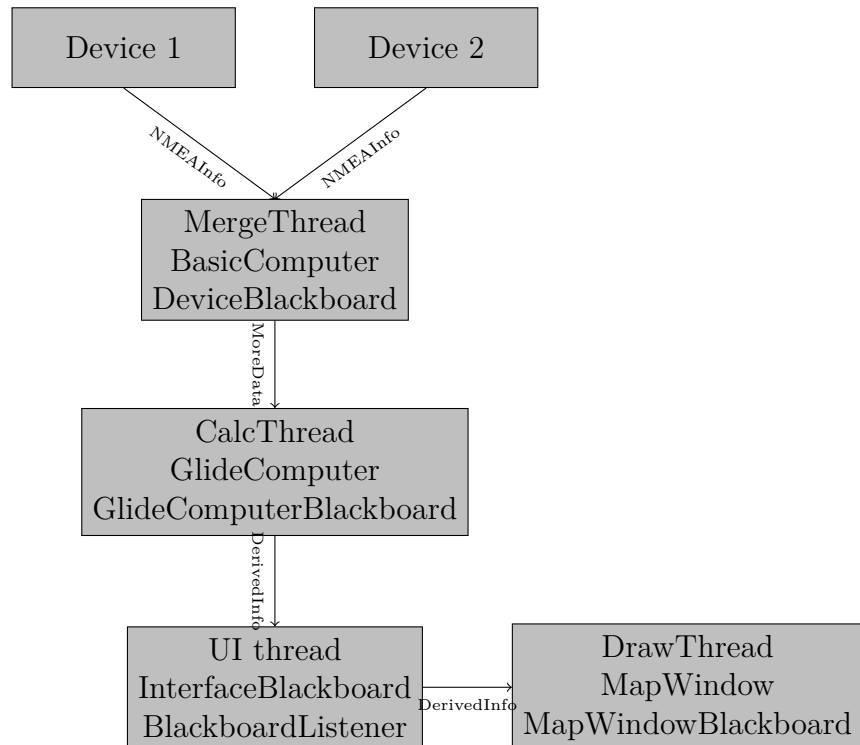 Device 1
Device 2
NMEAInfo
NMEAInfo
MergeThread
BasicComputer
DeviceBlackboard
MoreData
CalcThread
GlideComputer
GlideComputerBlackboard
DerivedInfo
UI thread
InterfaceBlackboard
BlackboardListener
DerivedInfo
DrawThread
MapWindow
MapWindowBlackboard